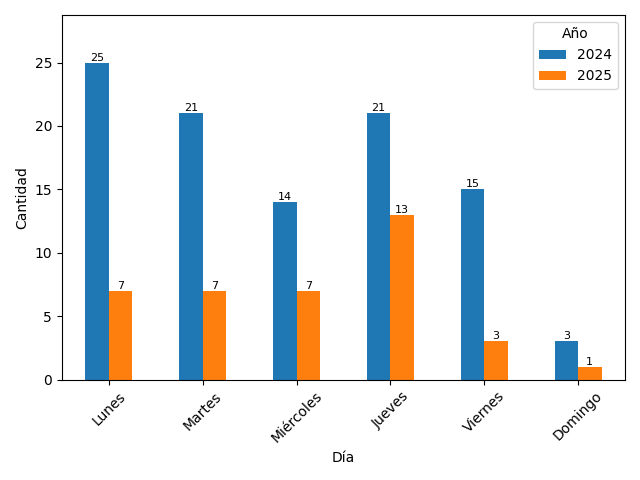 Año
2024
2025
25
21
21
14
15
13
7
7
7
3
3
1
Cantidad
25
20
15
10
5
0
Lunes
Martes
Miércoles
Jueves
Viernes
Domingo
Día